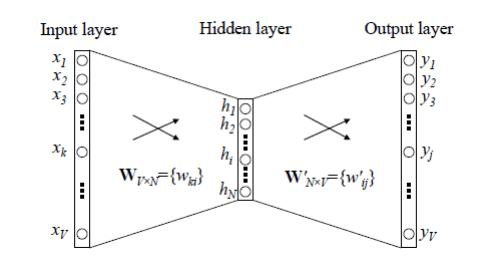 Input layer Hidden layer Output layer
x1 y1
x2 y2
x3 y3
h1
h2
xk hi yj
W V×N={wki} W'N×V={w'ij}
hN
xV yV